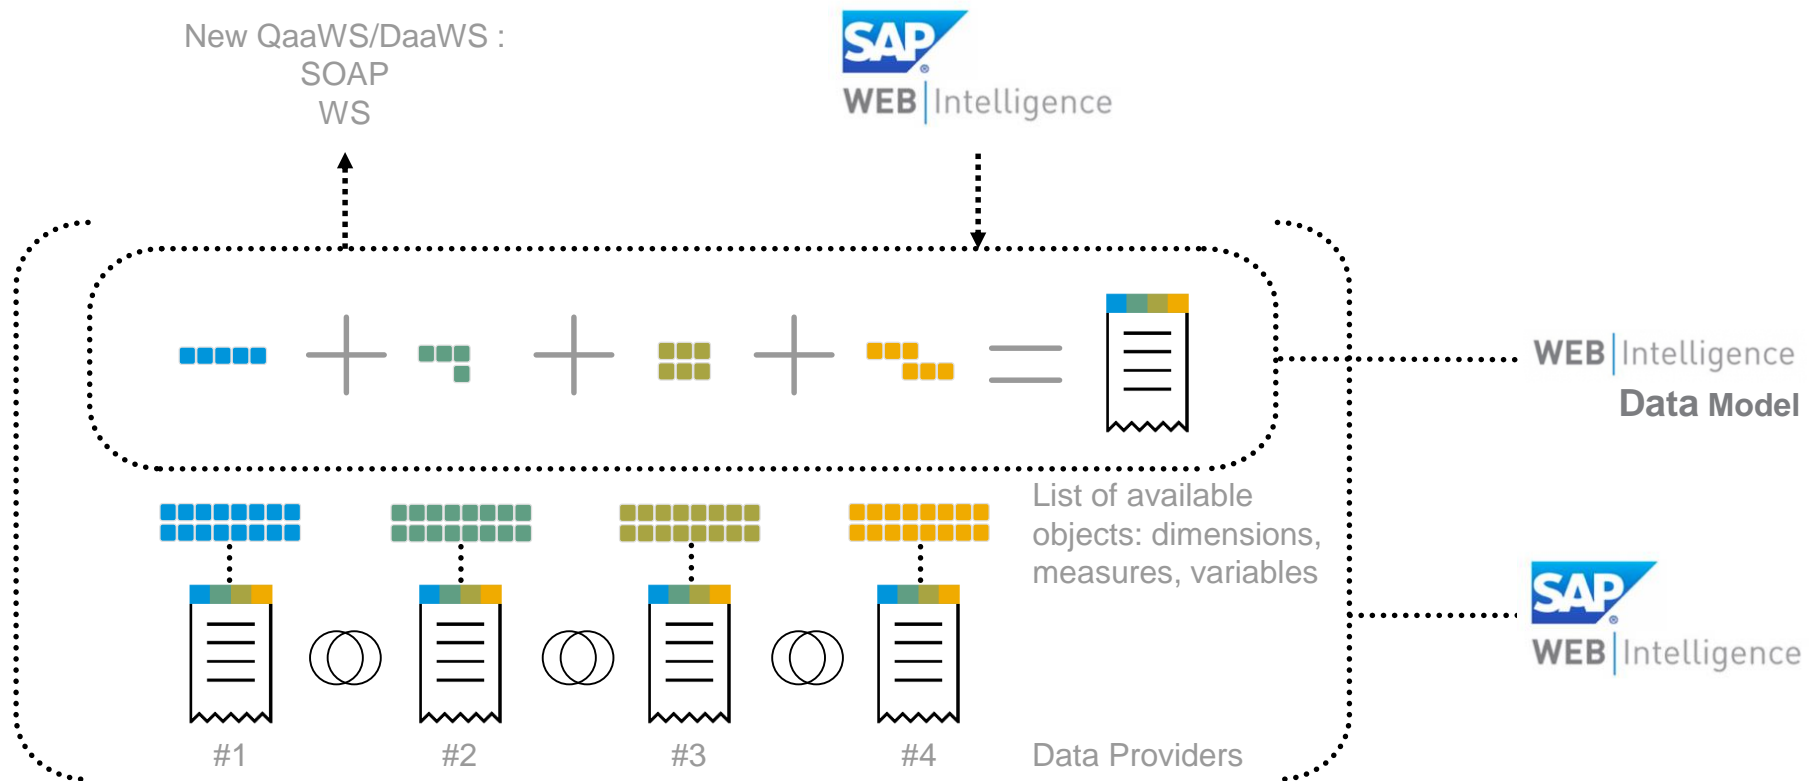 New QaaWS/DaaWS :
SOAP
WS
SAP®
WEB Intelligence
WEB Intelligence
Data Model
List of available
objects: dimensions,
measures, variables
SAP®
WEB Intelligence
#1
#2
#3
#4
Data Providers